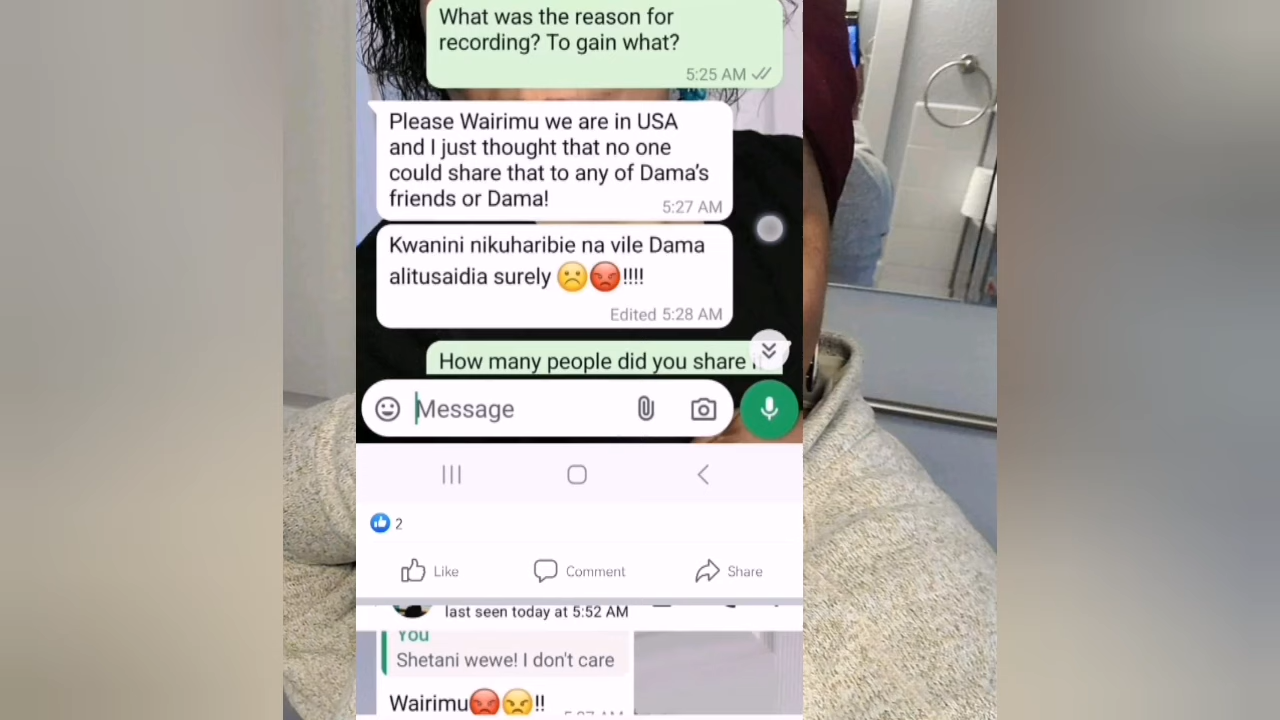 What was the reason for
recording? To gain what?
5:25 AM
Please Wairimu we are in USA
and I just thought that no one
could share that to any of Dama's
friends or Dama!
5:27 AM
Kwanini nikuharibie na vile Dama
alitusaidia surely ☹️😡!!!!
Edited 5:28 AM
How many people did you share
Message
2
Like
Comment
Share
last seen today at 5:52 AM
You
Shetani wewe! I don't care
Wairimu😡😠!!